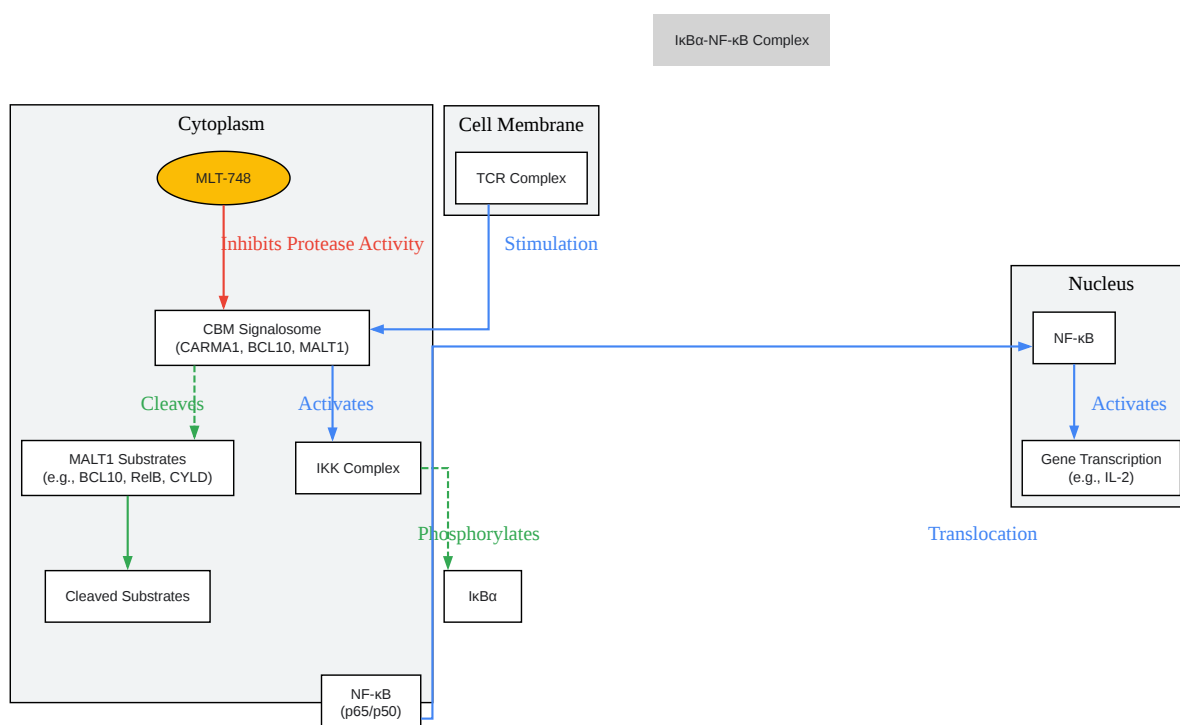 IκBα-NF-κB Complex
Cytoplasm
Cell Membrane
MLT-748
TCR Complex
Inhibits Protease Activity
Stimulation
Nucleus
CBM Signalosome
(CARMA1, BCL10, MALT1)
NF-κB
Cleaves
Activates
Activates
MALT1 Substrates
(e.g., BCL10, RelB, CYLD)
IKK Complex
Gene Transcription
(e.g., IL-2)
Phosphorylates
Translocation
Cleaved Substrates
IκBα
NF-κB
(p65/p50)